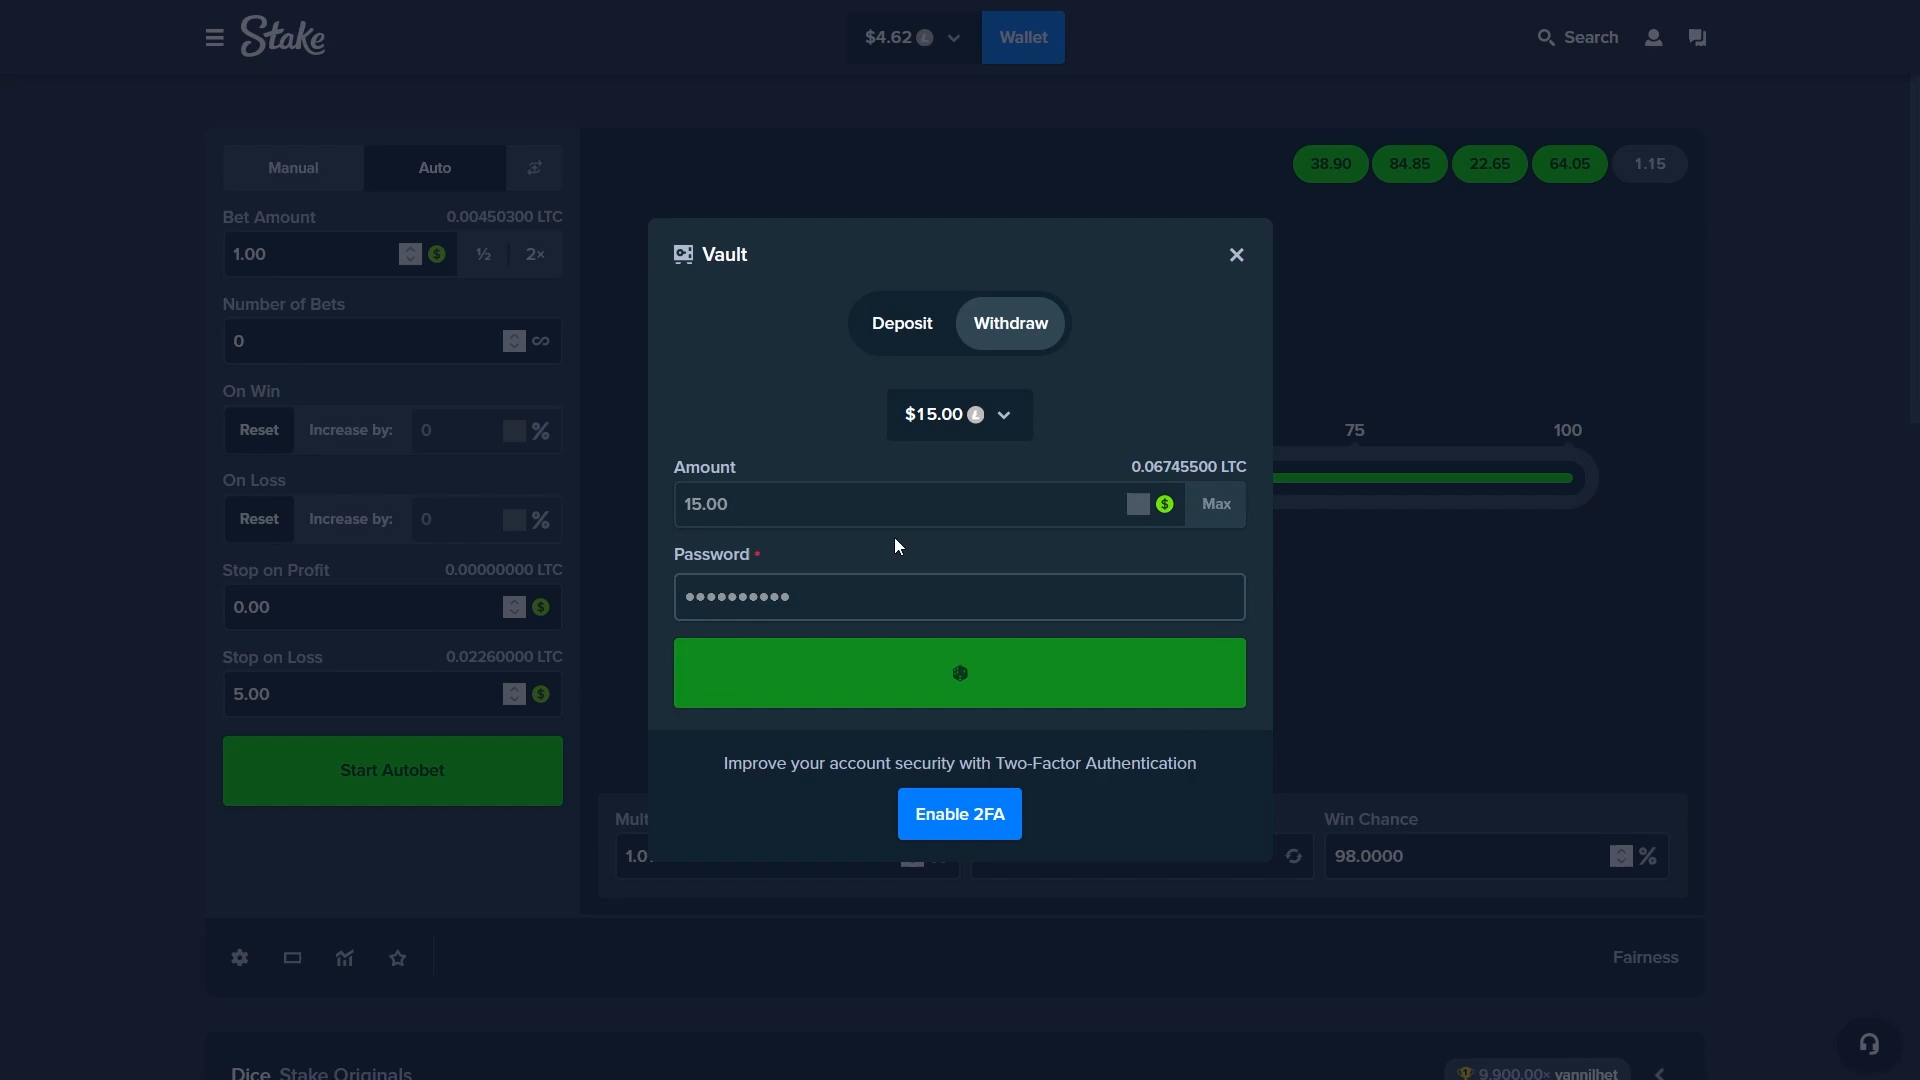 Stake
$4.62
Wallet
Search
Manual
Auto
38.90
84.85
22.65
64.05
1.15
Bet Amount
0.00450300 LTC
1.00
½
2×
Number of Bets
0
On Win
Reset
Increase by:
0
%
On Loss
Reset
Increase by:
0
%
Stop on Profit
0.00000000 LTC
0.00
Stop on Loss
0.02260000 LTC
5.00
Start Autobet
Vault
Deposit
Withdraw
$15.00
Amount
0.06745500 LTC
15.00
Max
Password
Improve your account security with Two-Factor Authentication
Enable 2FA
75
100
Win Chance
98.0000
%
Fairness
Dice Stake Originals
9,900.00× vannilhet